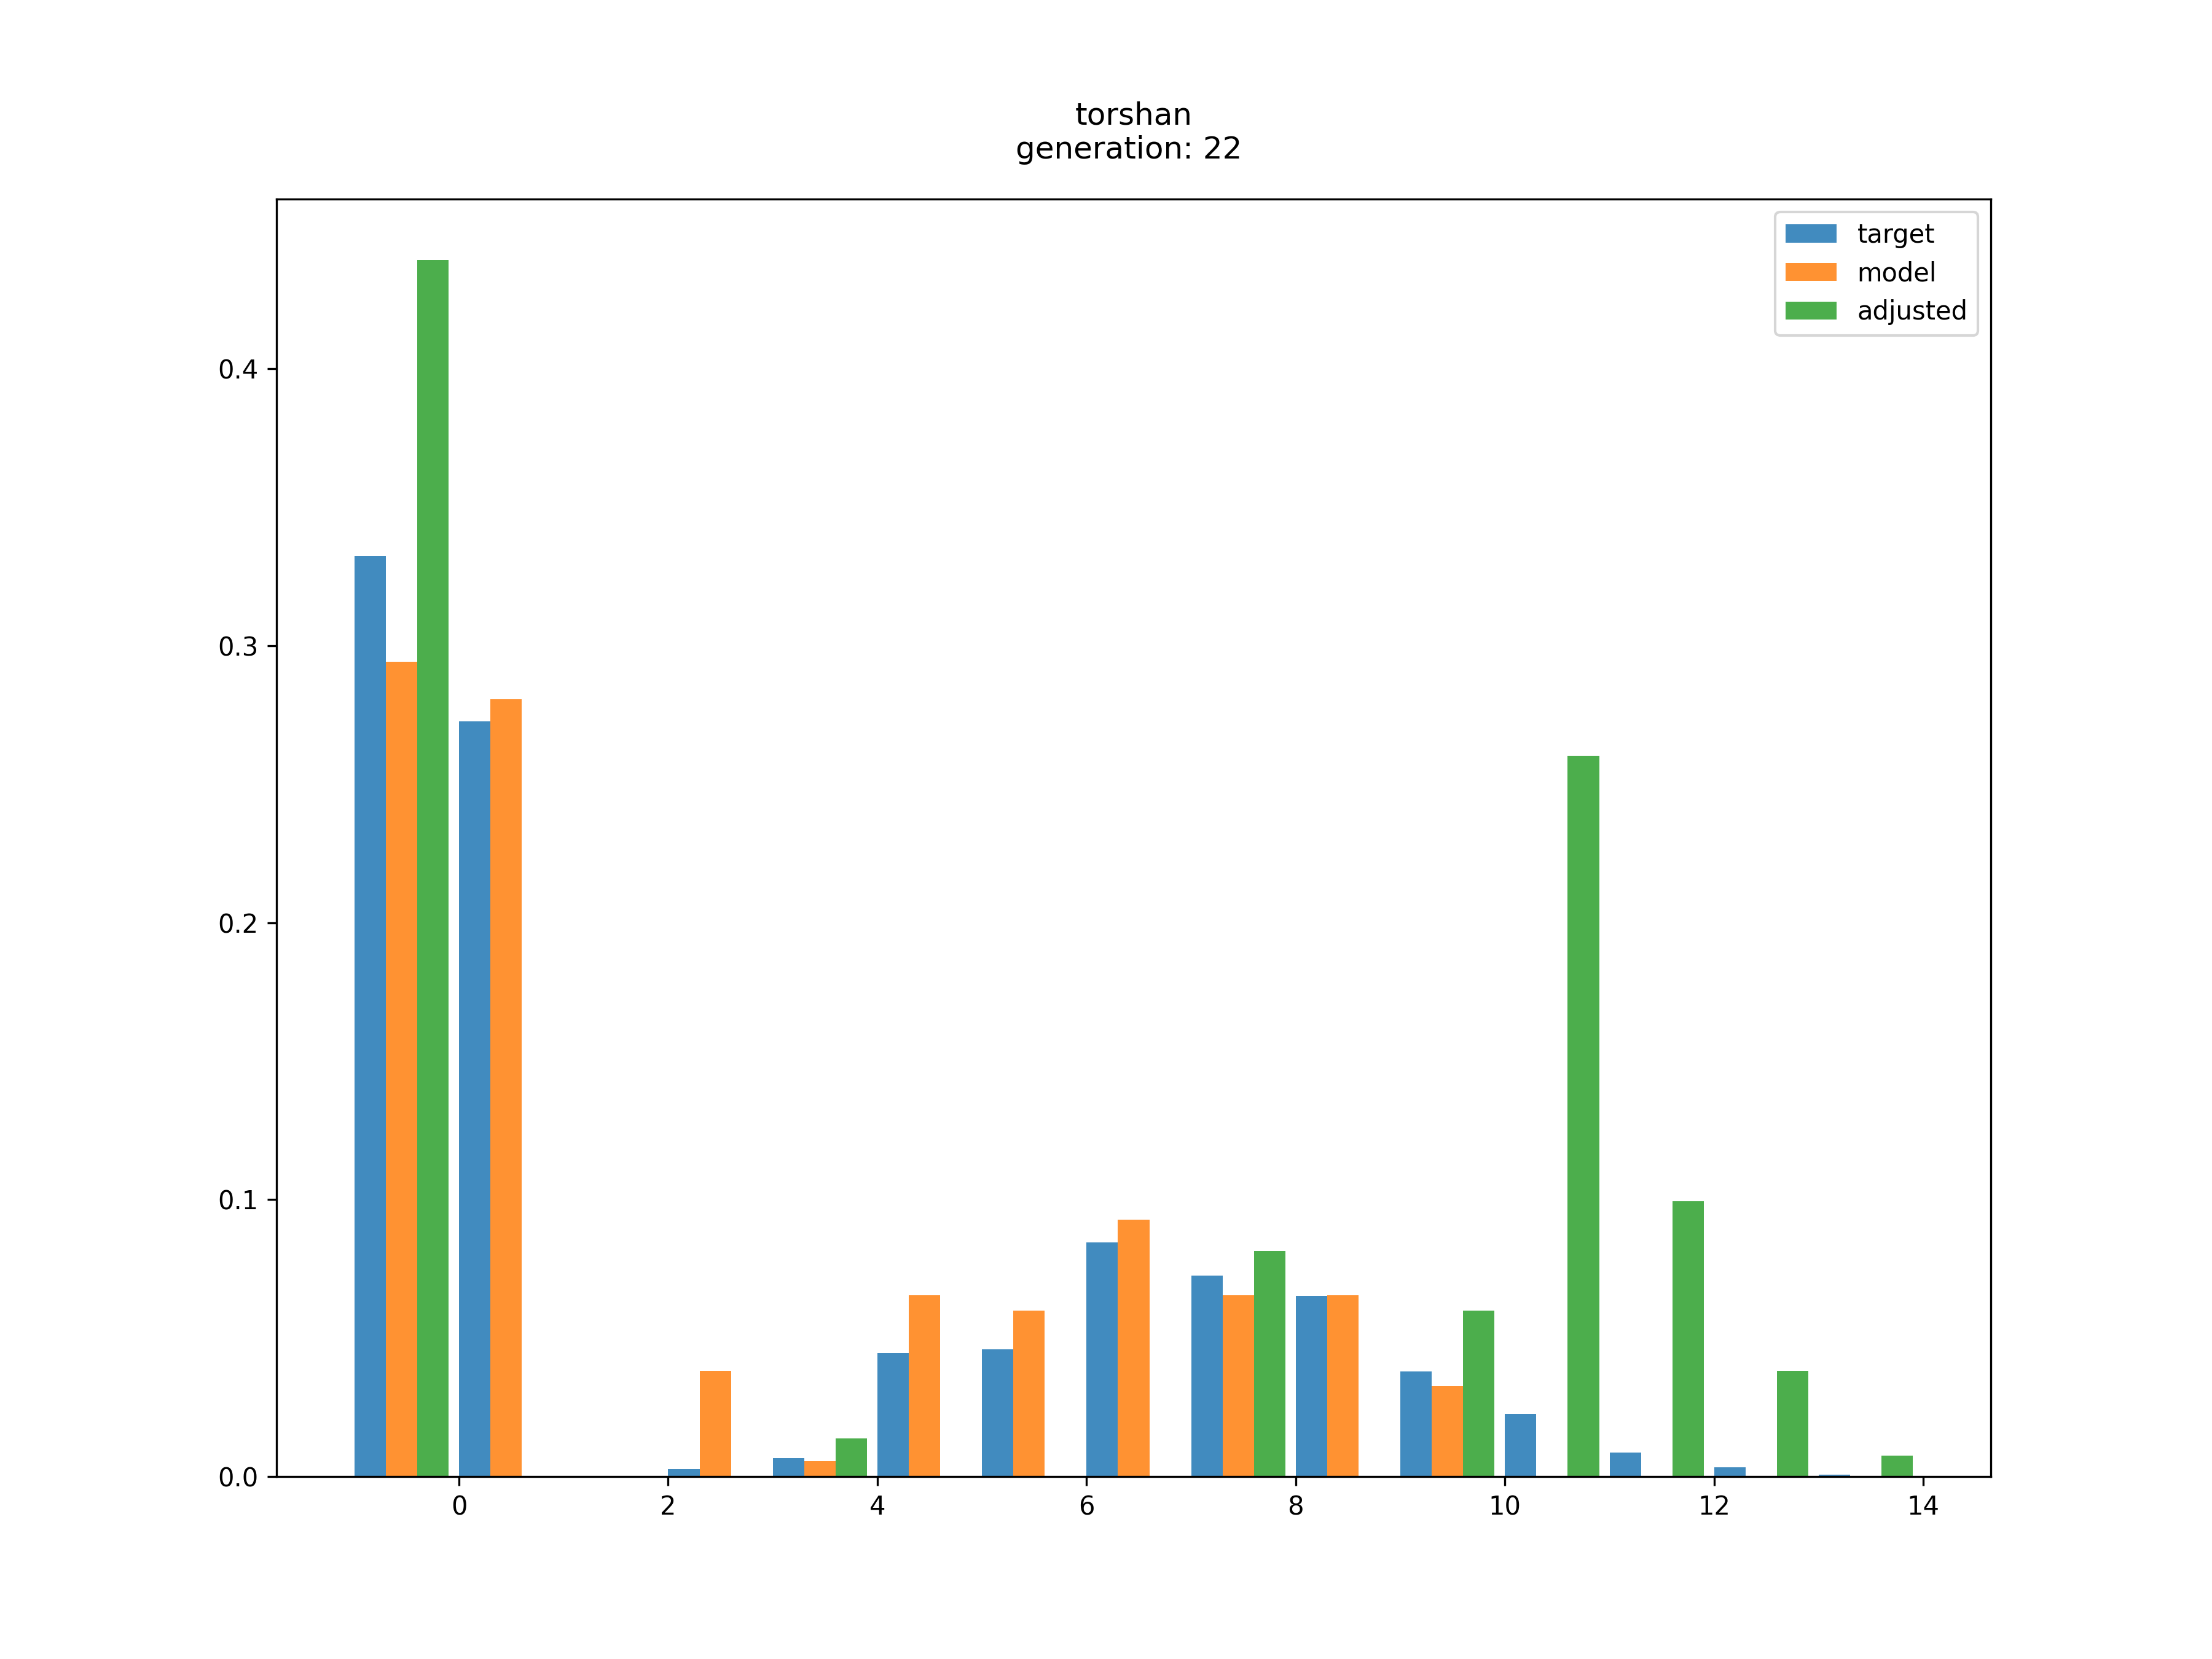 torshan
generation: 22
target
model
adjusted
0.4
0.3
0.2
0.1
0.0
0 2 4 6 8 10 12 14